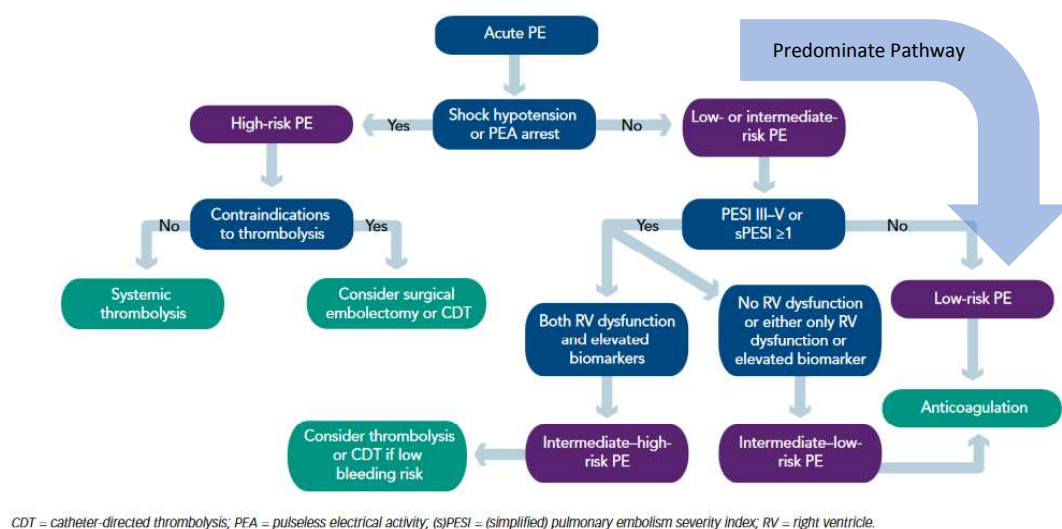 Acute PE
Predominate Pathway
High-risk PE
Yes
Shock hypotension
or PEA arrest
No
Low- or intermediate-
risk PE
No
Contraindications
to thrombolysis
Yes
Yes
PESI III–V or
sPESI ≥1
No
Systemic
thrombolysis
Consider surgical
embolectomy or CDT
Both RV dysfunction
and elevated
biomarkers
No RV dysfunction
or either only RV
dysfunction or
elevated biomarker
Low-risk PE
Anticoagulation
Consider thrombolysis
or CDT if low
bleeding risk
Intermediate–high-
risk PE
Intermediate–low-
risk PE
CDT = catheter-directed thrombolysis; PEA = pulseless electrical activity; (s)PESI = (simplified) pulmonary embolism severity index; RV = right ventricle.